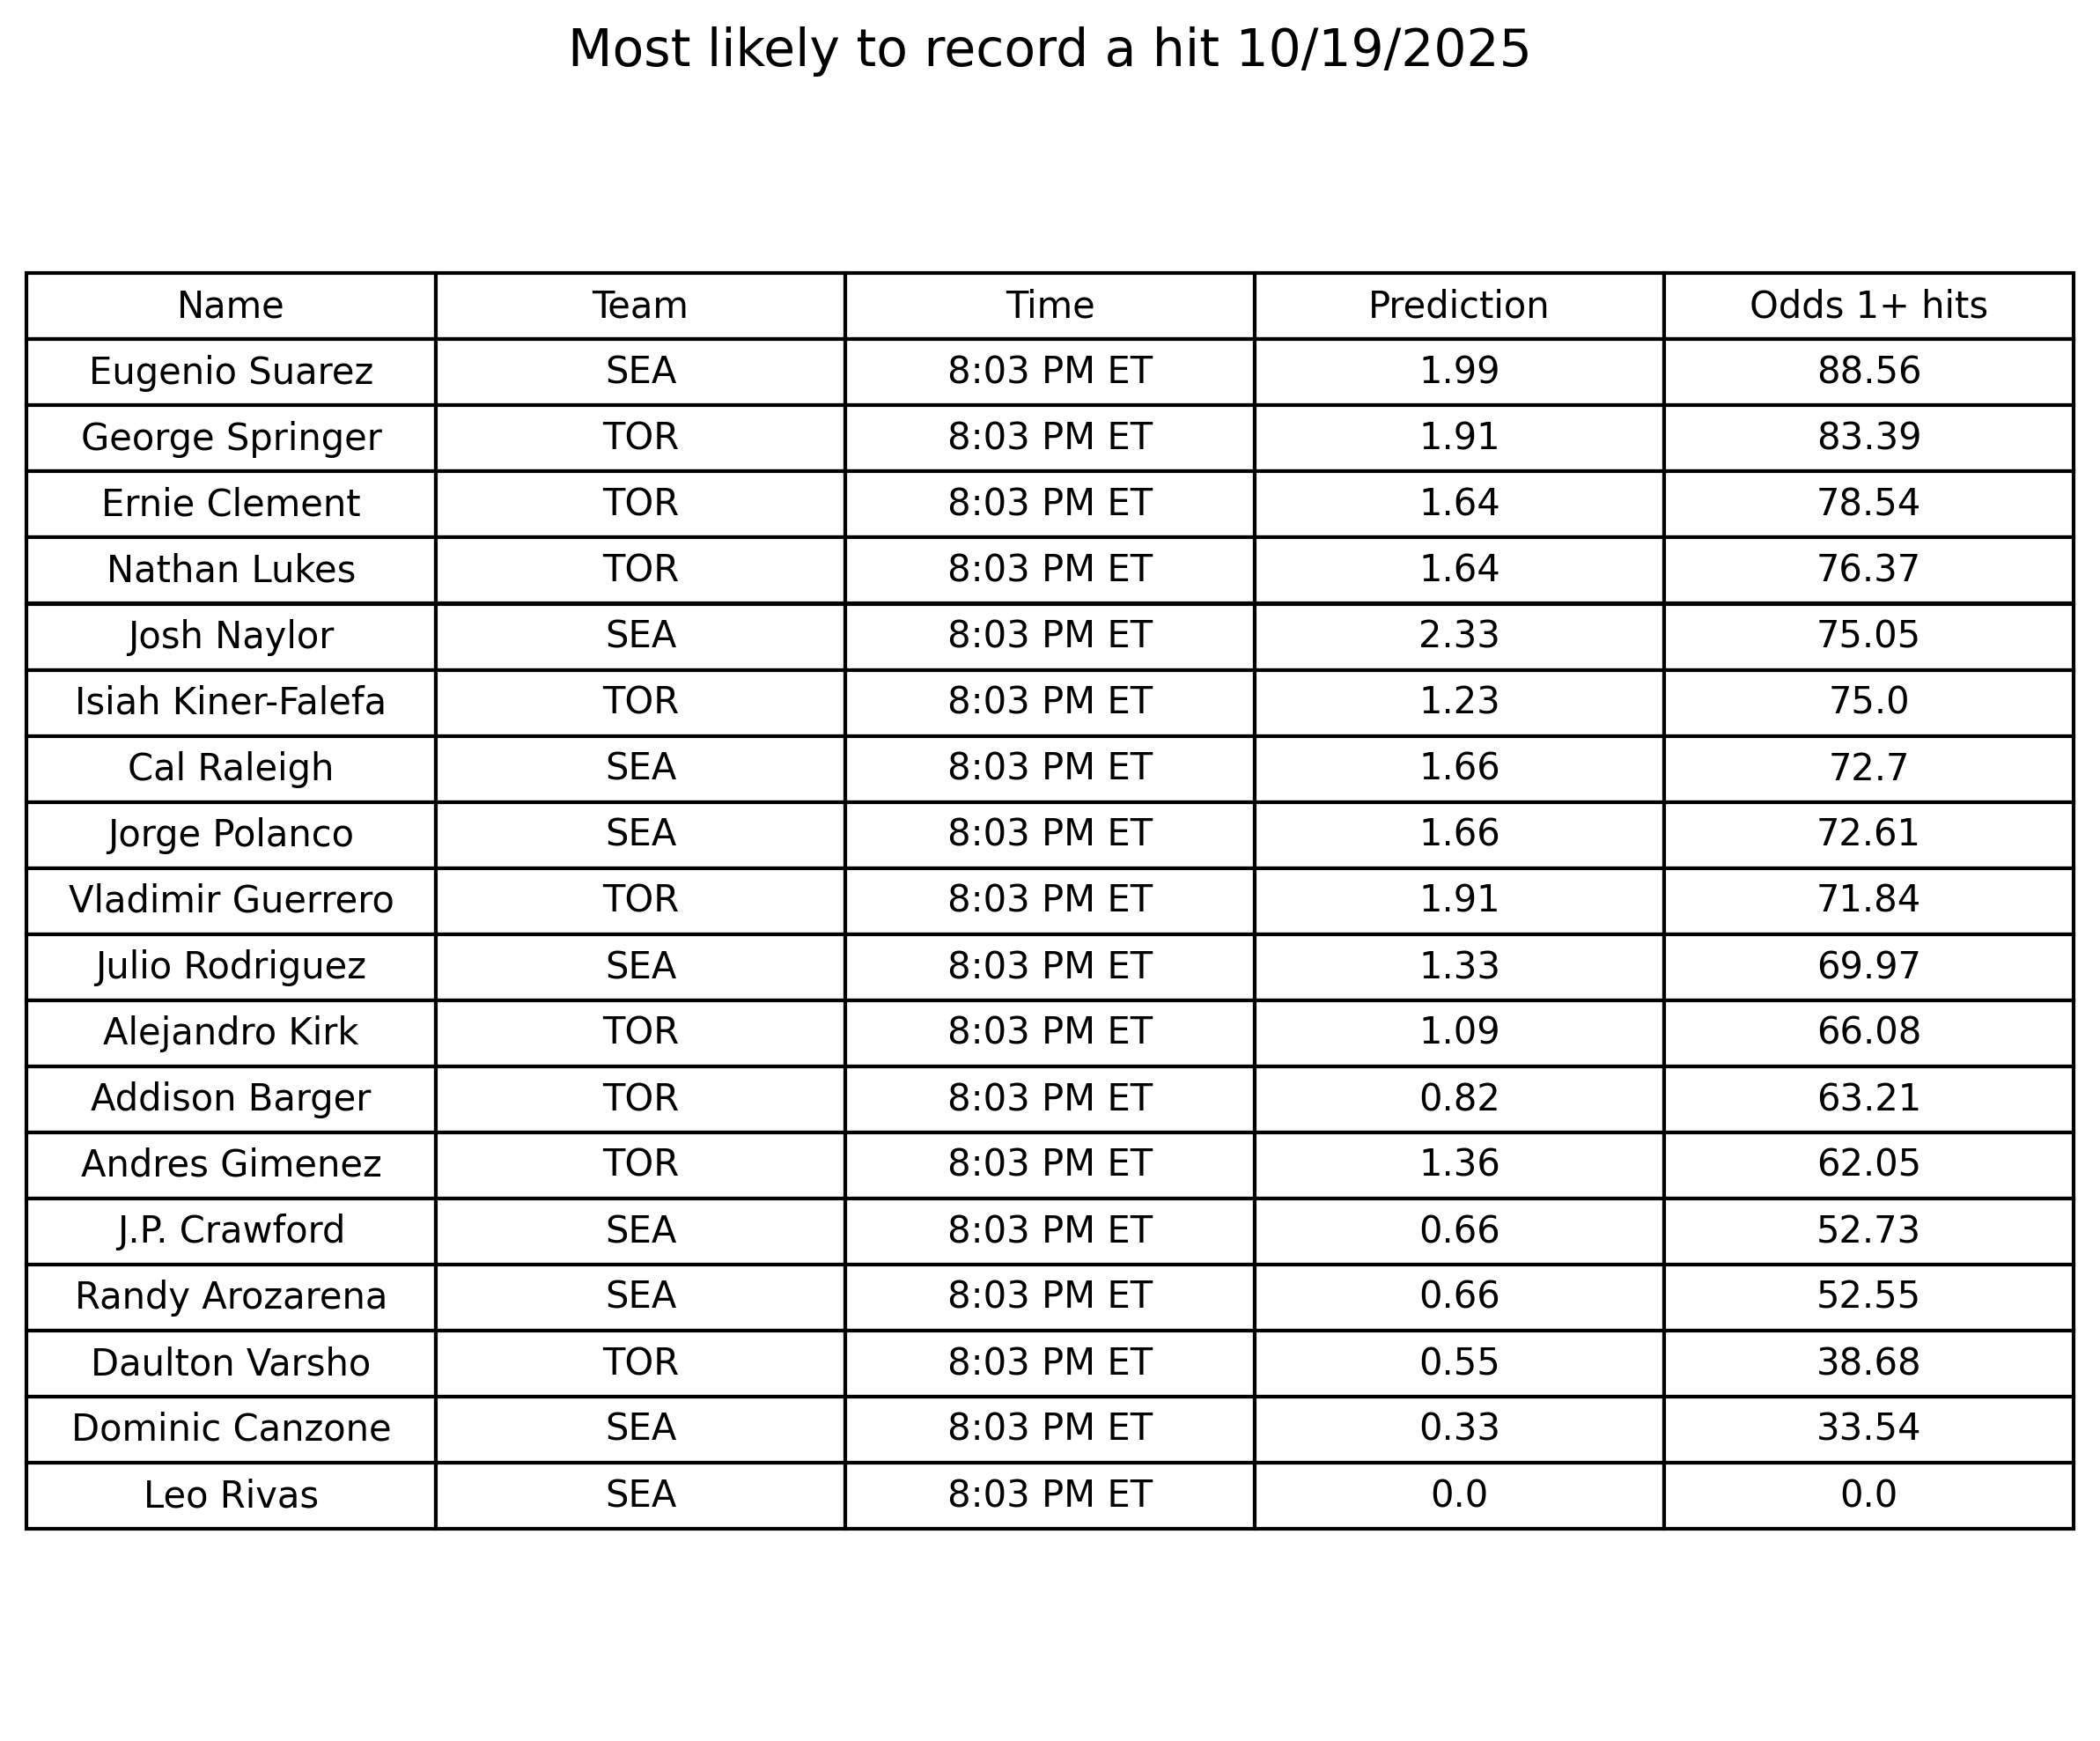 Most likely to record a hit 10/19/2025
Name Team Time Prediction Odds 1+ hits
Eugenio Suarez SEA 8:03 PM ET 1.99 88.56
George Springer TOR 8:03 PM ET 1.91 83.39
Ernie Clement TOR 8:03 PM ET 1.64 78.54
Nathan Lukes TOR 8:03 PM ET 1.64 76.37
Josh Naylor SEA 8:03 PM ET 2.33 75.05
Isiah Kiner-Falefa TOR 8:03 PM ET 1.23 75.0
Cal Raleigh SEA 8:03 PM ET 1.66 72.7
Jorge Polanco SEA 8:03 PM ET 1.66 72.61
Vladimir Guerrero TOR 8:03 PM ET 1.91 71.84
Julio Rodriguez SEA 8:03 PM ET 1.33 69.97
Alejandro Kirk TOR 8:03 PM ET 1.09 66.08
Addison Barger TOR 8:03 PM ET 0.82 63.21
Andres Gimenez TOR 8:03 PM ET 1.36 62.05
J.P. Crawford SEA 8:03 PM ET 0.66 52.73
Randy Arozarena SEA 8:03 PM ET 0.66 52.55
Daulton Varsho TOR 8:03 PM ET 0.55 38.68
Dominic Canzone SEA 8:03 PM ET 0.33 33.54
Leo Rivas SEA 8:03 PM ET 0.0 0.0